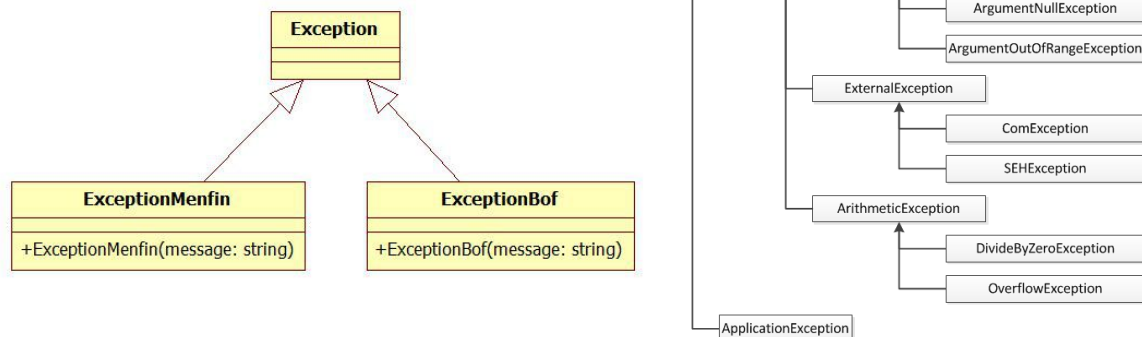 Exception
ExceptionMenfin
+ExceptionMenfin(message: string)
ExceptionBof
+ExceptionBof(message: string)
ArgumentNullException
ArgumentOutOfRangeException
ExternalException
ComException
SEHException
ArithmeticException
DivideByZeroException
OverflowException
ApplicationException